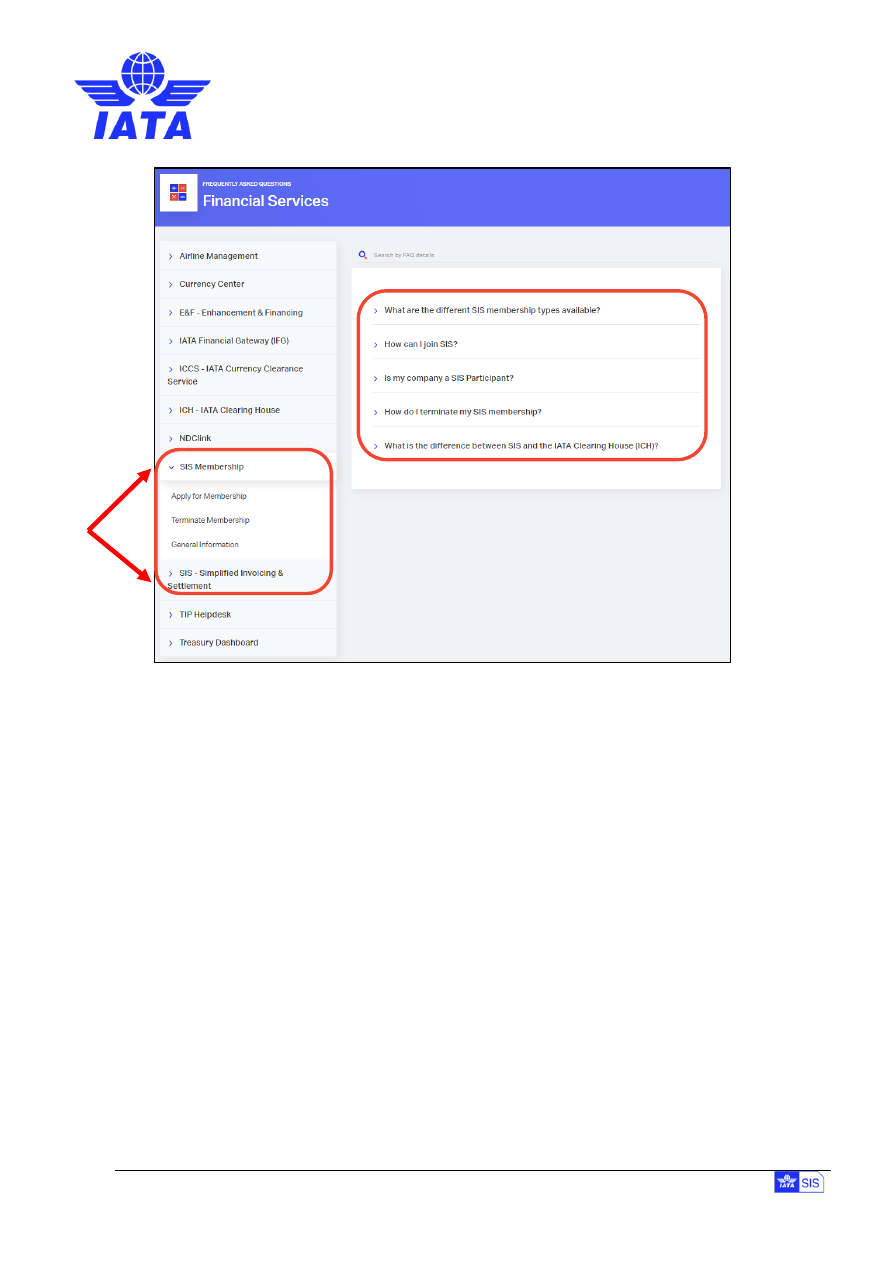 IATA
FREQUENTLY ASKED QUESTIONS
Financial Services
Airline Management
Currency Center
E&F - Enhancement & Financing
IATA Financial Gateway (IFG)
ICCS - IATA Currency Clearance
Service
ICH - IATA Clearing House
NDClink
SIS Membership
Apply for Membership
Terminate Membership
General Information
SIS - Simplified Invoicing &
Settlement
TIP Helpdesk
Treasury Dashboard
Search by FAQ details
What are the different SIS membership types available?
How can I join SIS?
Is my company a SIS Participant?
How do I terminate my SIS membership?
What is the difference between SIS and the IATA Clearing House (ICH)?
IATA SIS